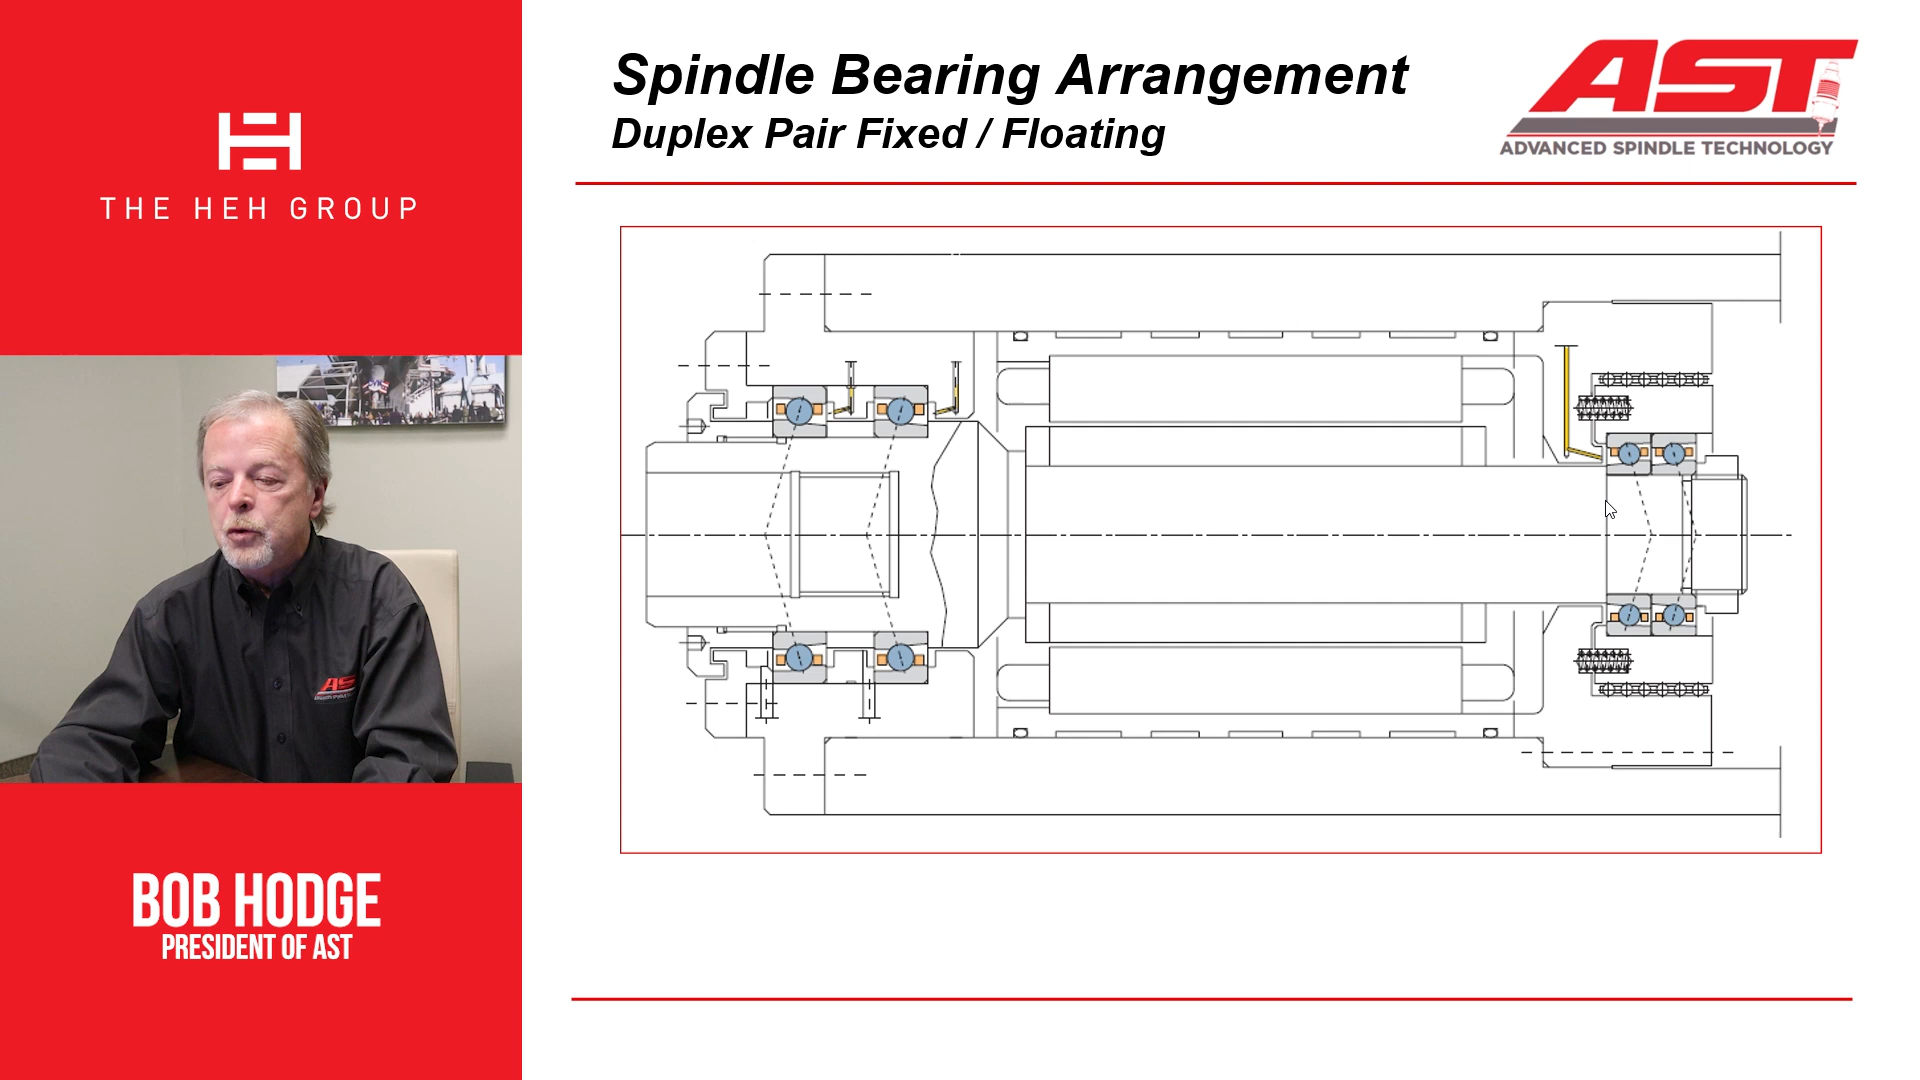 THE HEH GROUP
BOB HODGE
PRESIDENT OF AST
Spindle Bearing Arrangement
Duplex Pair Fixed / Floating
AST
ADVANCED SPINDLE TECHNOLOGY
AST